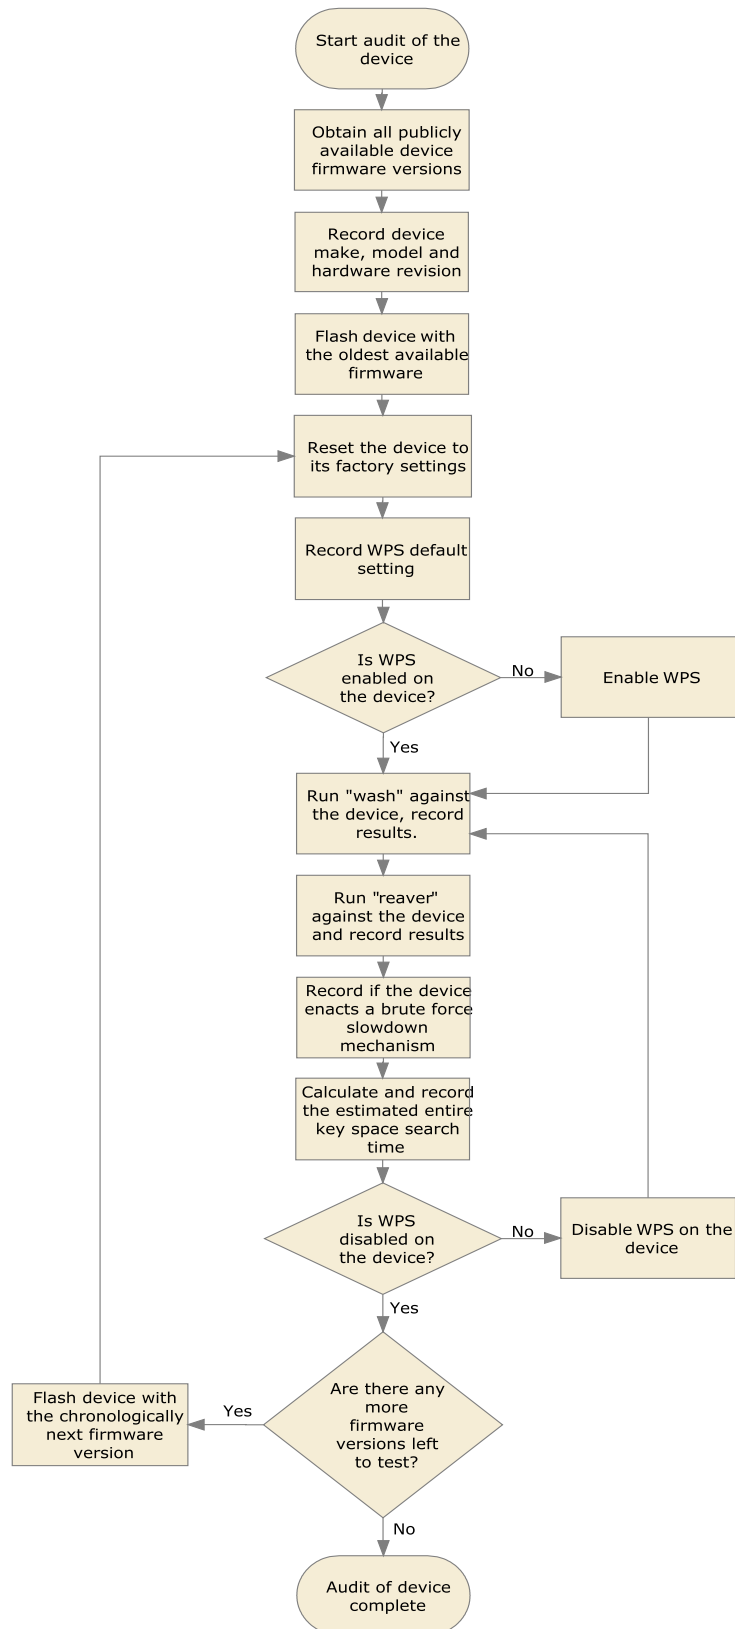 Start audit of the
device
Obtain all publicly
available device
firmware versions
Record device
make, model and
hardware revision
Flash device with
the oldest available
firmware
Reset the device to
its factory settings
Record WPS default
setting
Is WPS
enabled on
the device?
No
Enable WPS
Yes
Run "wash" against
the device, record
results.
Run "reaver"
against the device
and record results
Record if the device
enacts a brute force
slowdown
mechanism
Calculate and record
the estimated entire
key space search
time
Is WPS
disabled on
the device?
No
Disable WPS on the
device
Yes
Are there any
more
firmware
versions left
to test?
Yes
Flash device with
the chronologically
next firmware
version
No
Audit of device
complete